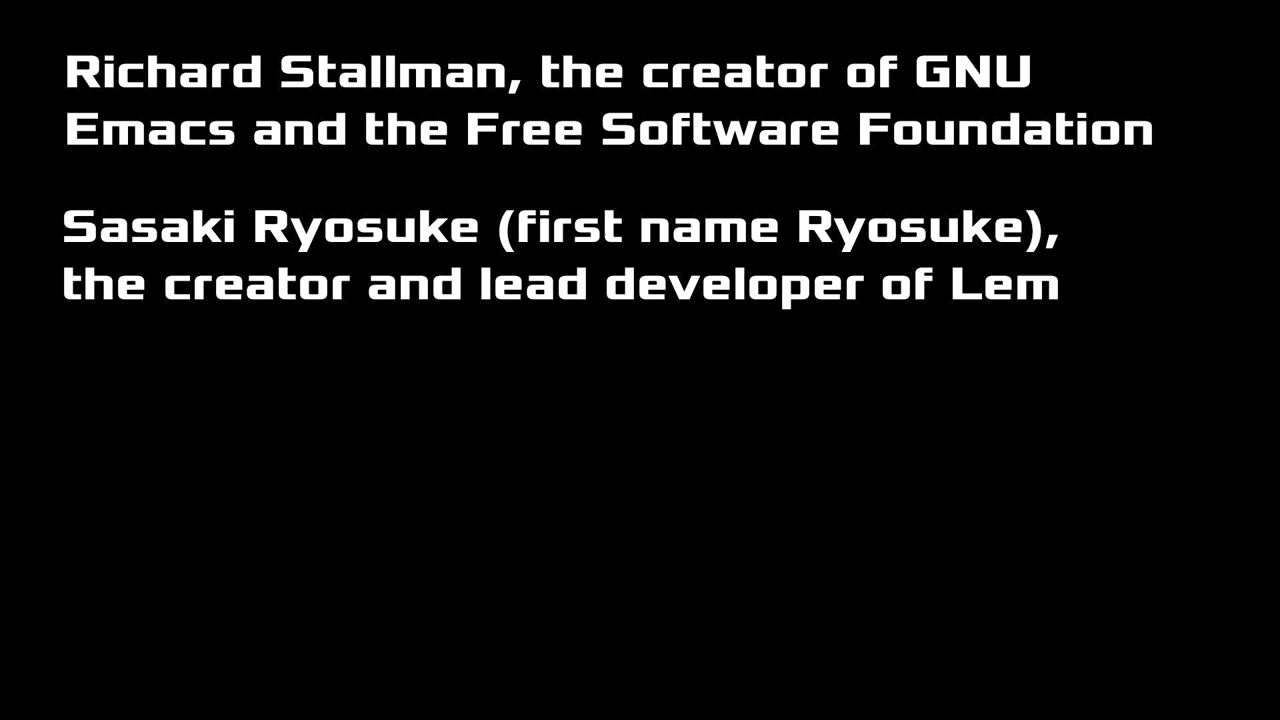 Richard Stallman, the creator of GNU
Emacs and the Free Software Foundation
Sasaki Ryosuke (first name Ryosuke),
the creator and lead developer of Lem